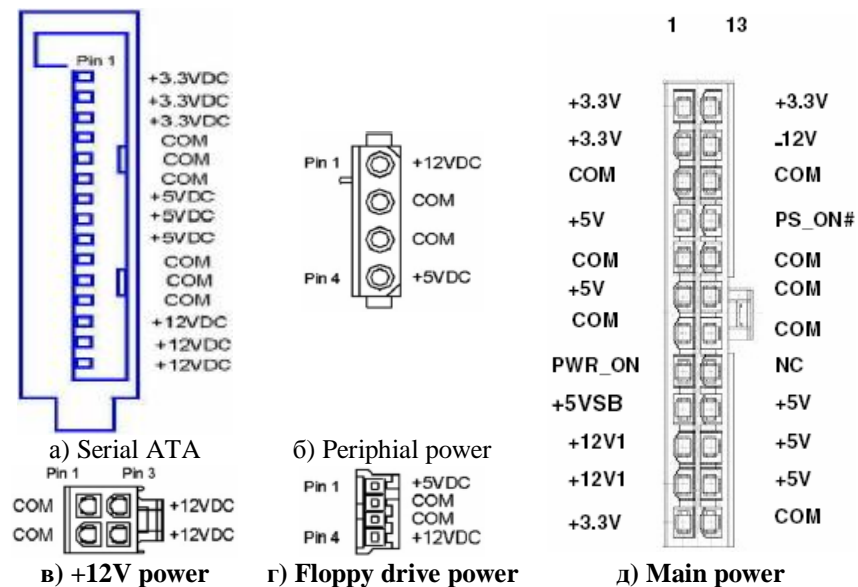 Pin 1
+3.3VDC
+3.3VDC
+3.3VDC
COM
COM
COM
+5VDC
+5VDC
+5VDC
COM
COM
COM
+12VDC
+12VDC
+12VDC
а) Serial ATA
Pin 1 +12VDC
COM
COM
Pin 4 +5VDC
б) Periphial power
Pin 1 Pin 3
COM +12VDC
COM +12VDC
в) +12V power
Pin 1 +5VDC
COM
COM
Pin 4 +12VDC
г) Floppy drive power
1 13
+3.3V +3.3V
+3.3V -12V
COM COM
+5V PS_ON#
COM COM
+5V COM
COM COM
PWR_ON NC
+5VSB +5V
+12V1 +5V
+12V1 +5V
+3.3V COM
д) Main power